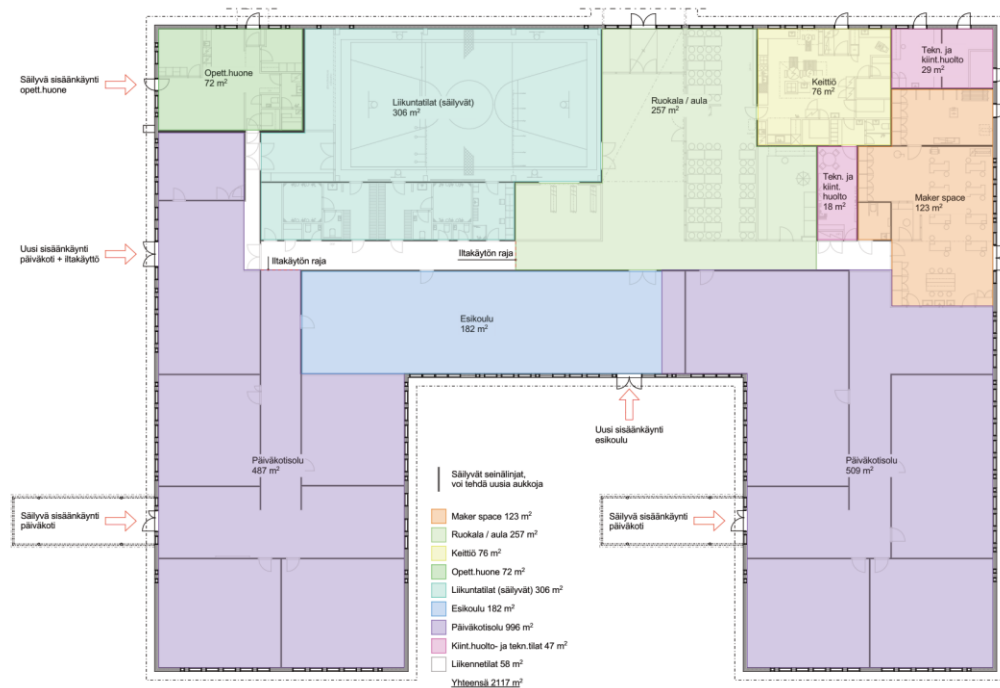 Säilyvä sisäänkäynti
opett.huone
Opett.huone
72 m²
Liikuntatilat (säilyvät)
306 m²
Ruokala / aula
257 m²
Keittiö
76 m²
Tekn. ja
kiint.huolto
29 m²
Tekn. ja
kiint.
huolto
18 m²
Maker space
123 m²
Uusi sisäänkäynti
päiväkoti + iltakäyttö
Iltakäytön raja
Iltakäytön raja
Esikoulu
182 m²
Uusi sisäänkäynti
esikoulu
Päiväkotisolu
487 m²
Päiväkotisolu
509 m²
Säilyvä sisäänkäynti
päiväkoti
Säilyvä sisäänkäynti
päiväkoti
Säilyvät seinälinjat,
voi tehdä uusia aukkoja
Maker space 123 m²
Ruokala / aula 257 m²
Keittiö 76 m²
Opett.huone 72 m²
Liikuntatilat (säilyvät) 306 m²
Esikoulu 182 m²
Päiväkotisolu 996 m²
Kiint.huolto- ja tekn.tilat 47 m²
Liikennetilat 58 m²
Yhteensä 2117 m²